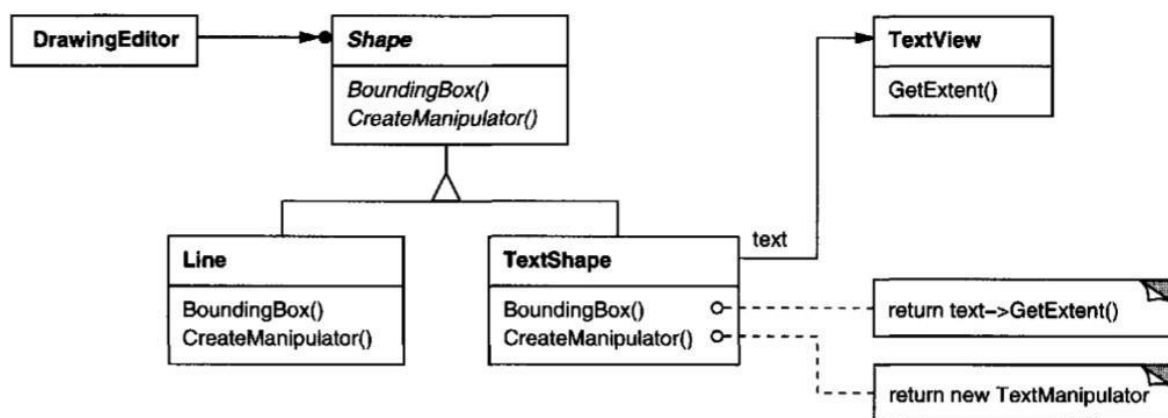 DrawingEditor
Shape
BoundingBox()
CreateManipulator()
TextView
GetExtent()
Line
BoundingBox()
CreateManipulator()
text
TextShape
BoundingBox()
CreateManipulator()
return text–>GetExtent()
return new TextManipulator